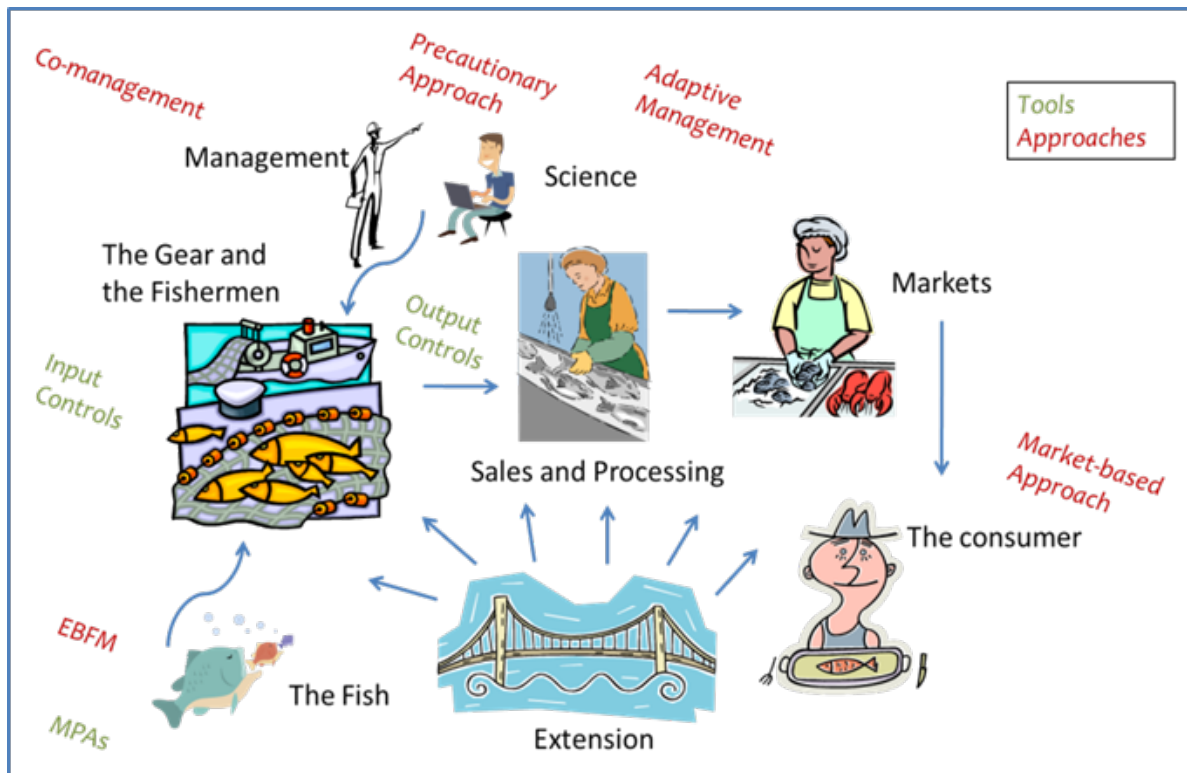 Co-management
Precautionary
Approach
Adaptive
Management
Tools
Approaches
Management
Science
The Gear and
the Fishermen
Output
Controls
Markets
Input
Controls
Sales and Processing
Market-based
Approach
The consumer
EBFM
The Fish
MPAs
Extension